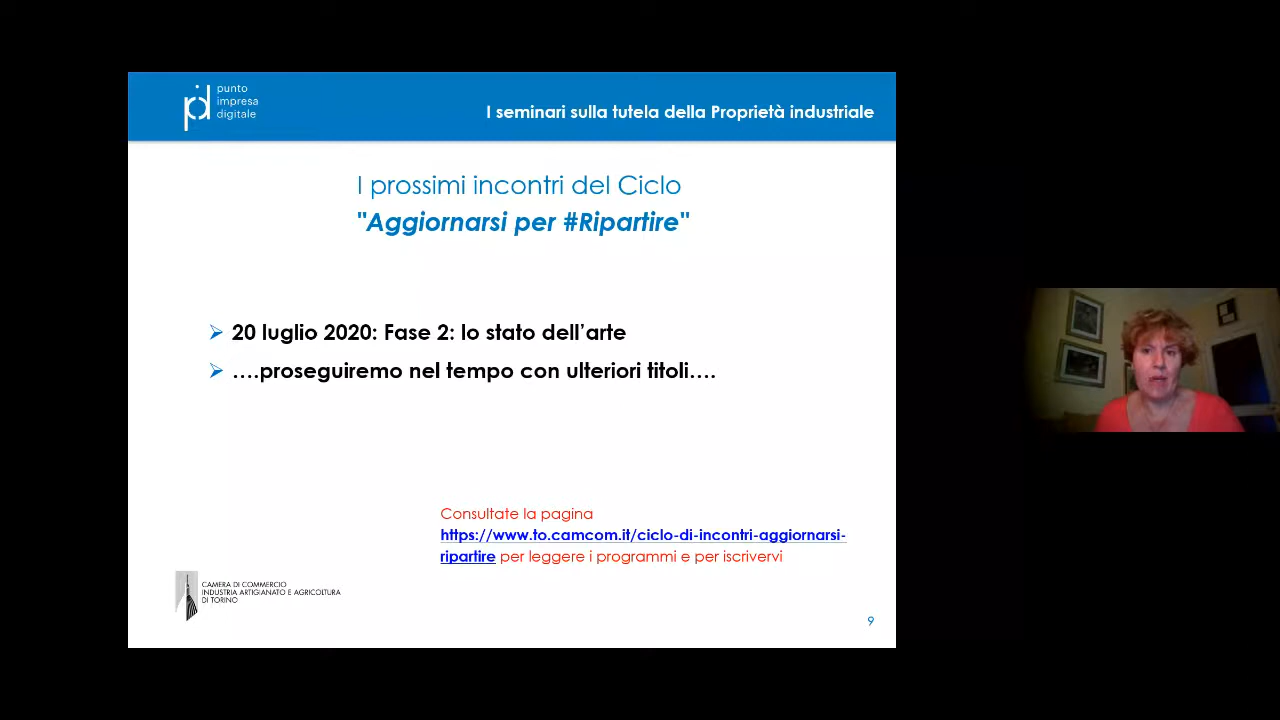 punto
impresa
digitale
I seminari sulla tutela della Proprietà industriale
I prossimi incontri del Ciclo
"Aggiornarsi per #Ripartire"
20 luglio 2020: Fase 2: lo stato dell’arte
….proseguiremo nel tempo con ulteriori titoli….
Consultate la pagina
https://www.to.camcom.it/ciclo-di-incontri-aggiornarsi-
ripartire per leggere i programmi e per iscrivervi
CAMERA DI COMMERCIO
INDUSTRIA ARTIGIANATO E AGRICOLTURA
DI TORINO
9